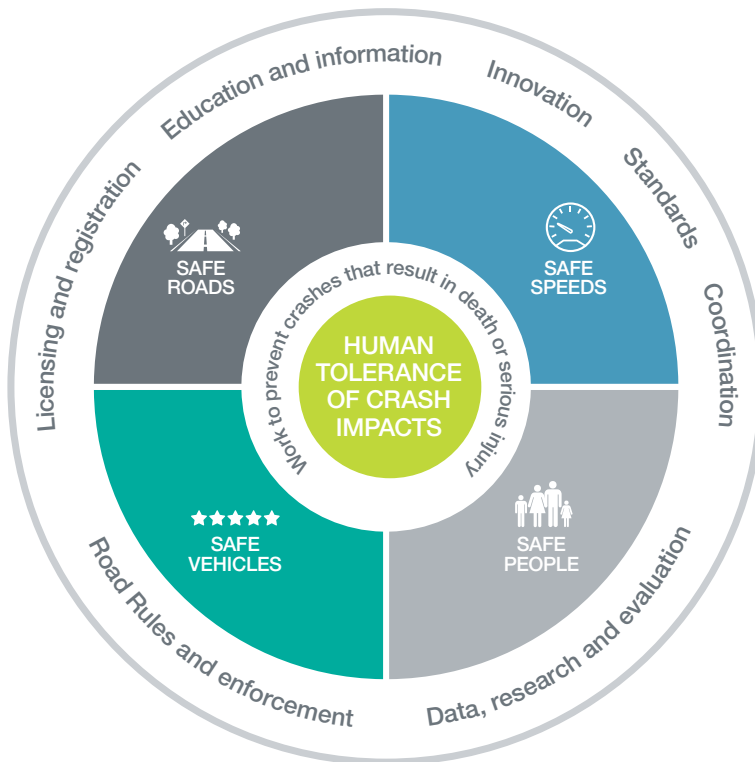 Education and information
Innovation
Standards
Coordination
Licensing and registration
SAFE
ROADS
SAFE
SPEEDS
Work to prevent crashes that result in death or serious injury
HUMAN
TOLERANCE
OF CRASH
IMPACTS
SAFE
VEHICLES
SAFE
PEOPLE
Road Rules and enforcement
Data, research and evaluation